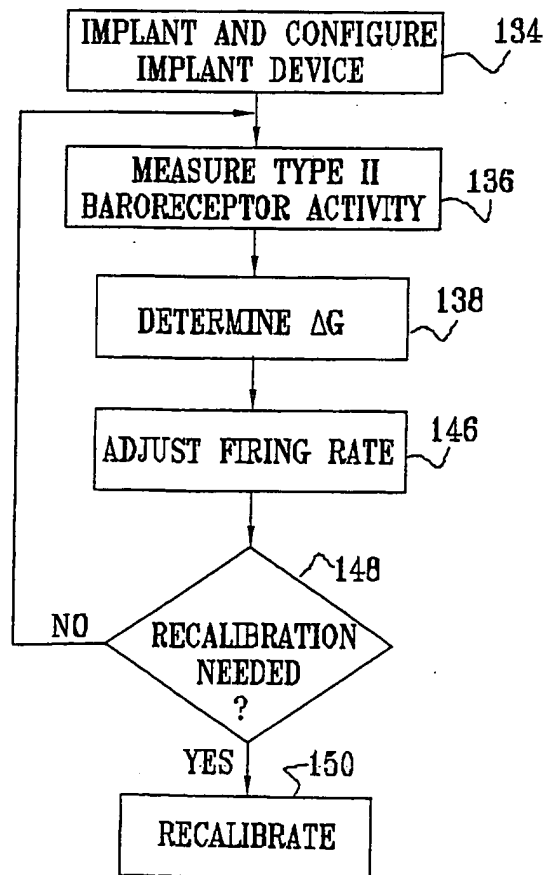 IMPLANT AND CONFIGURE
IMPLANT DEVICE
134
MEASURE TYPE II
BARORECEPTOR ACTIVITY
136
DETERMINE ΔG
138
ADJUST FIRING RATE
146
148
NO
RECALIBRATION
NEEDED
?
YES
150
RECALIBRATE